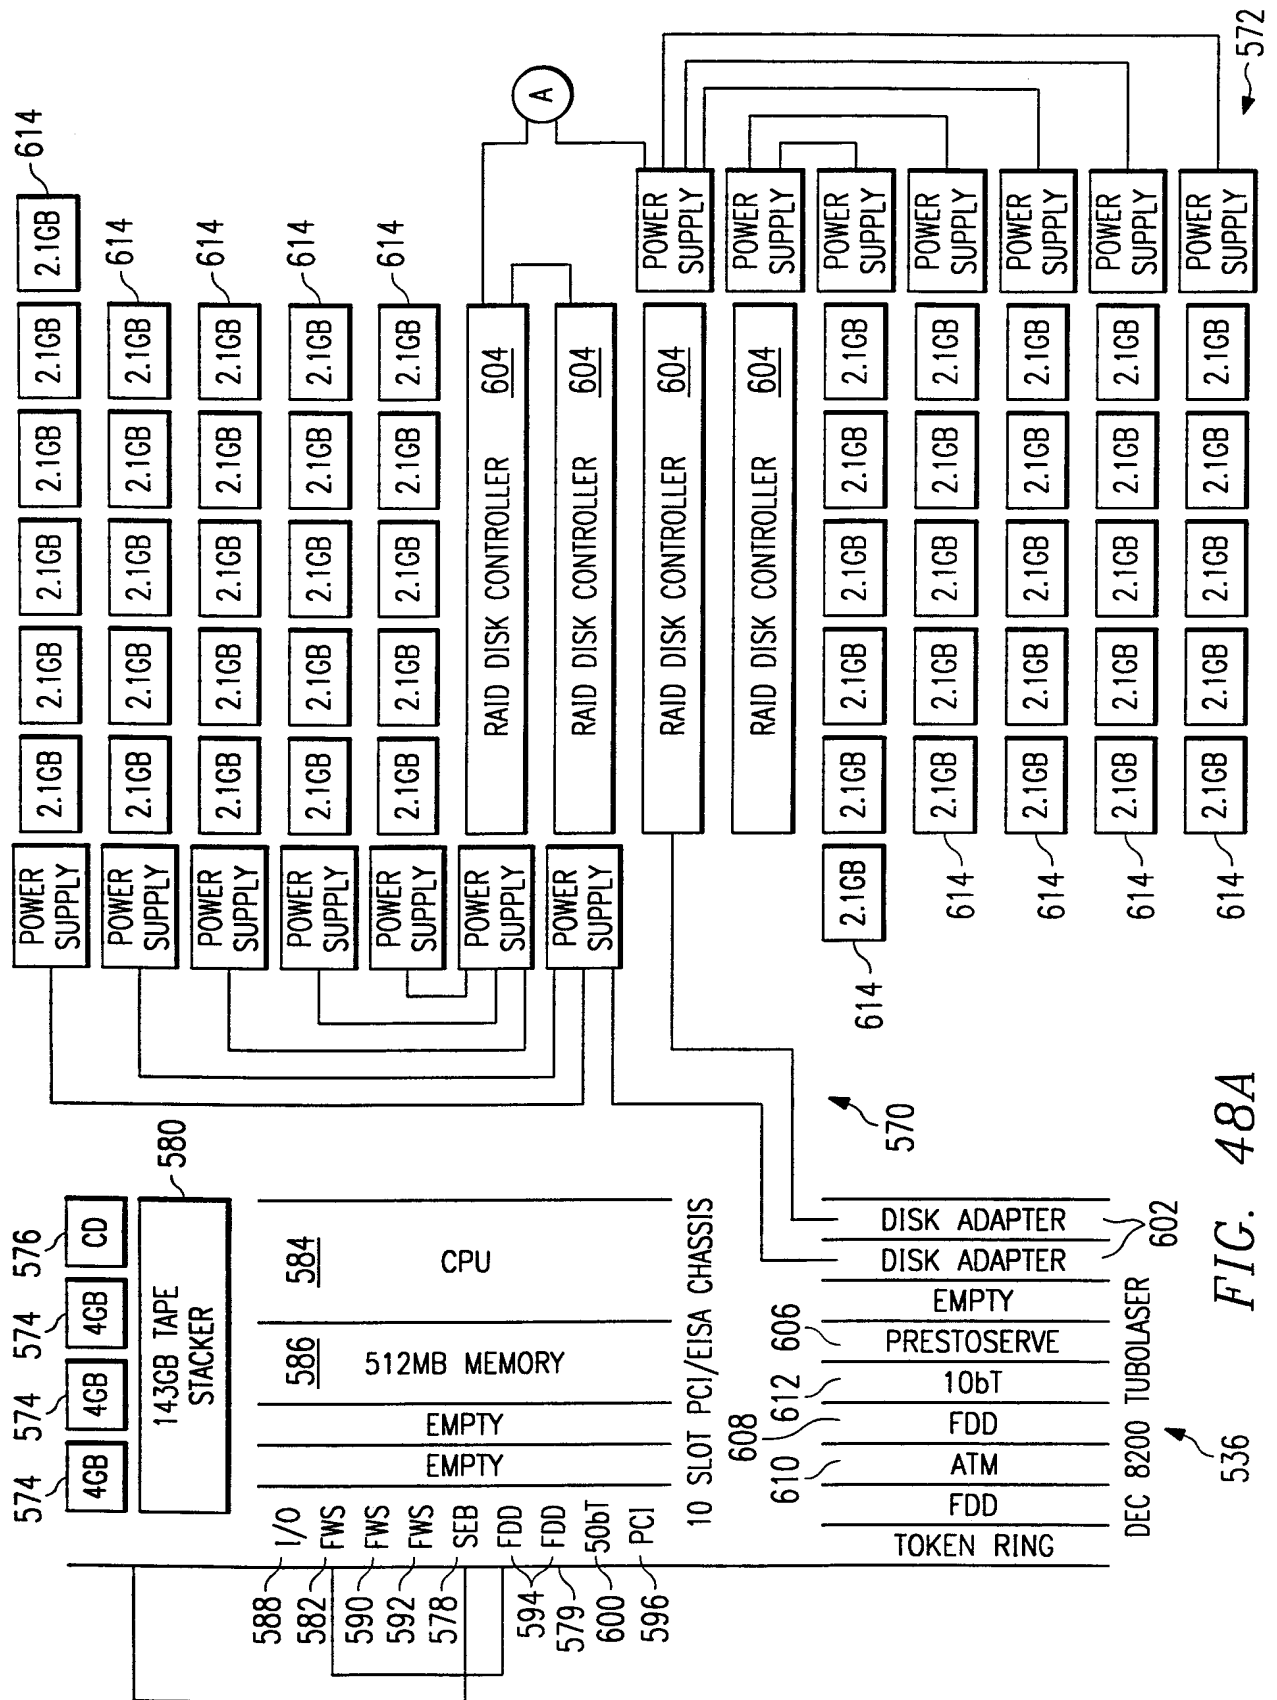 574 574 574 576
4GB 4GB 4GB CD
143GB TAPE
STACKER
580
588 I/O
582 FWS
590 FWS
592 FWS
578 SEB
594 FDD
FDD
579
600 50bT
596 PCI
EMPTY
EMPTY
586
512MB MEMORY
584
CPU
10 SLOT PCI/EISA CHASSIS
608
610 612 606
TOKEN RING
FDD
ATM
FDD
10bT
PRESTOSERVE
EMPTY
DISK ADAPTER
DISK ADAPTER
602
DEC 8200 TUBOLASER
536
570
POWER
SUPPLY
2.1GB 2.1GB 2.1GB 2.1GB 2.1GB 2.1GB
614
POWER
SUPPLY
2.1GB 2.1GB 2.1GB 2.1GB 2.1GB
614
POWER
SUPPLY
2.1GB 2.1GB 2.1GB 2.1GB 2.1GB
614
POWER
SUPPLY
2.1GB 2.1GB 2.1GB 2.1GB 2.1GB
614
POWER
SUPPLY
2.1GB 2.1GB 2.1GB 2.1GB 2.1GB
614
POWER
SUPPLY
RAID DISK CONTROLLER 604
POWER
SUPPLY
RAID DISK CONTROLLER 604
A
RAID DISK CONTROLLER 604
POWER
SUPPLY
RAID DISK CONTROLLER 604
POWER
SUPPLY
614
2.1GB 2.1GB 2.1GB 2.1GB 2.1GB 2.1GB
POWER
SUPPLY
614
2.1GB 2.1GB 2.1GB 2.1GB 2.1GB
POWER
SUPPLY
614
2.1GB 2.1GB 2.1GB 2.1GB 2.1GB
POWER
SUPPLY
614
2.1GB 2.1GB 2.1GB 2.1GB 2.1GB
POWER
SUPPLY
614
2.1GB 2.1GB 2.1GB 2.1GB 2.1GB
POWER
SUPPLY
572
FIG. 48A